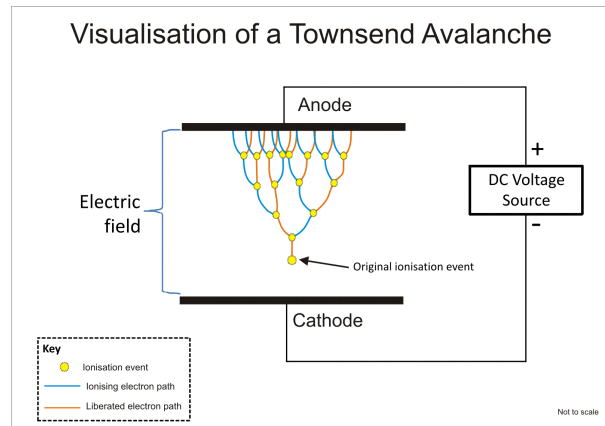 Visualisation of a Townsend Avalanche
Anode
+
DC Voltage
Source
-
Electric
field
Original ionisation event
Cathode
Key
Ionisation event
Ionising electron path
Liberated electron path
Not to scale